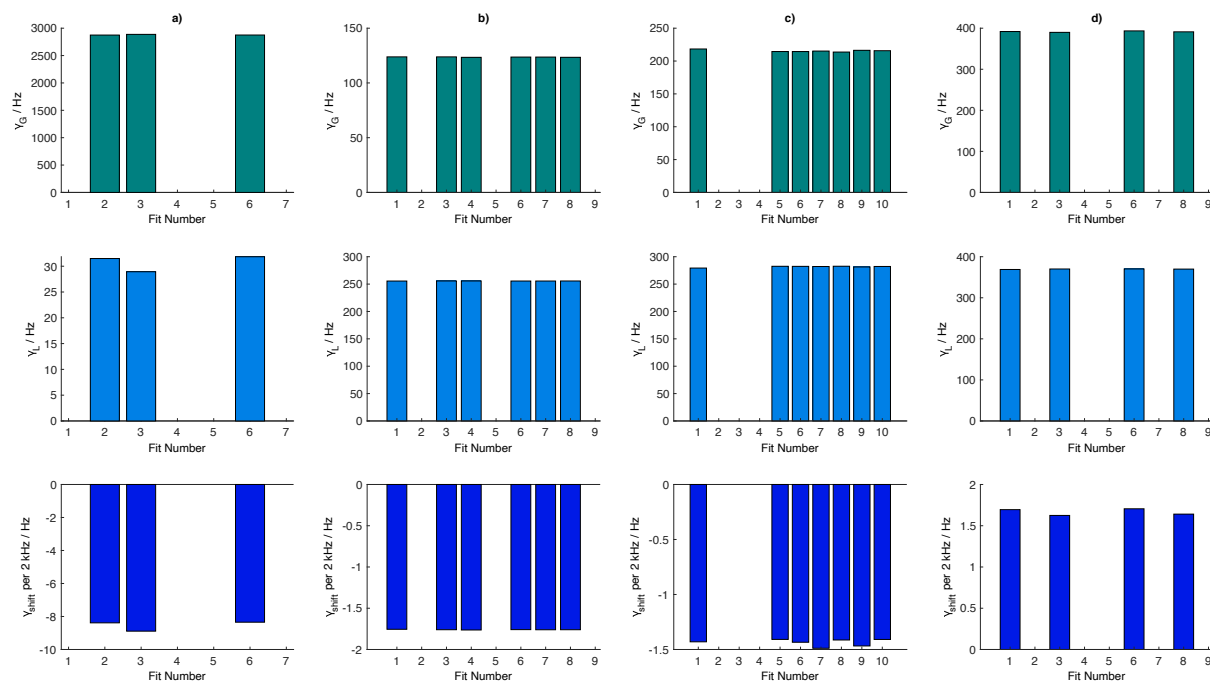 a)
3000
2500
2000
1500
1000
500
0
γG / Hz
1 2 3 4 5 6 7
Fit Number
b)
150
100
50
0
γG / Hz
1 2 3 4 5 6 7 8 9
Fit Number
c)
250
200
150
100
50
0
γG / Hz
1 2 3 4 5 6 7 8 9 10
Fit Number
d)
400
300
200
100
0
γG / Hz
1 2 3 4 5 6 7 8 9
Fit Number
30
25
20
15
10
5
0
γL / Hz
1 2 3 4 5 6 7
Fit Number
300
250
200
150
100
50
0
γL / Hz
1 2 3 4 5 6 7 8 9
Fit Number
300
250
200
150
100
50
0
γL / Hz
1 2 3 4 5 6 7 8 9 10
Fit Number
400
300
200
100
0
γL / Hz
1 2 3 4 5 6 7 8 9
Fit Number
0
-2
-4
-6
-8
-10
γshift per 2 kHz / Hz
1 2 3 4 5 6 7
Fit Number
0
-0.5
-1
-1.5
-2
γshift per 2 kHz / Hz
1 2 3 4 5 6 7 8 9
Fit Number
0
-0.5
-1
-1.5
γshift per 2 kHz / Hz
1 2 3 4 5 6 7 8 9 10
Fit Number
2
1.5
1
0.5
0
γshift per 2 kHz / Hz
1 2 3 4 5 6 7 8 9
Fit Number